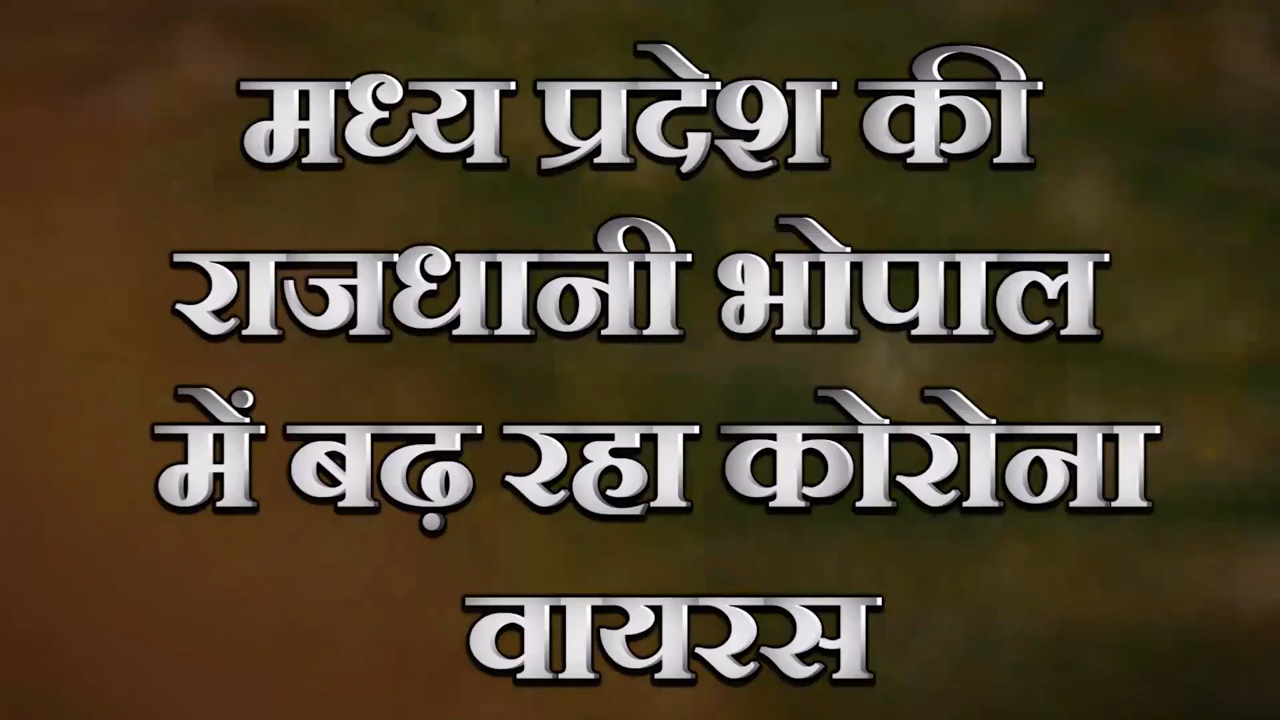 मध्य प्रदेश की
राजधानी भोपाल
में बढ़ रहा कोरोना
वायरस